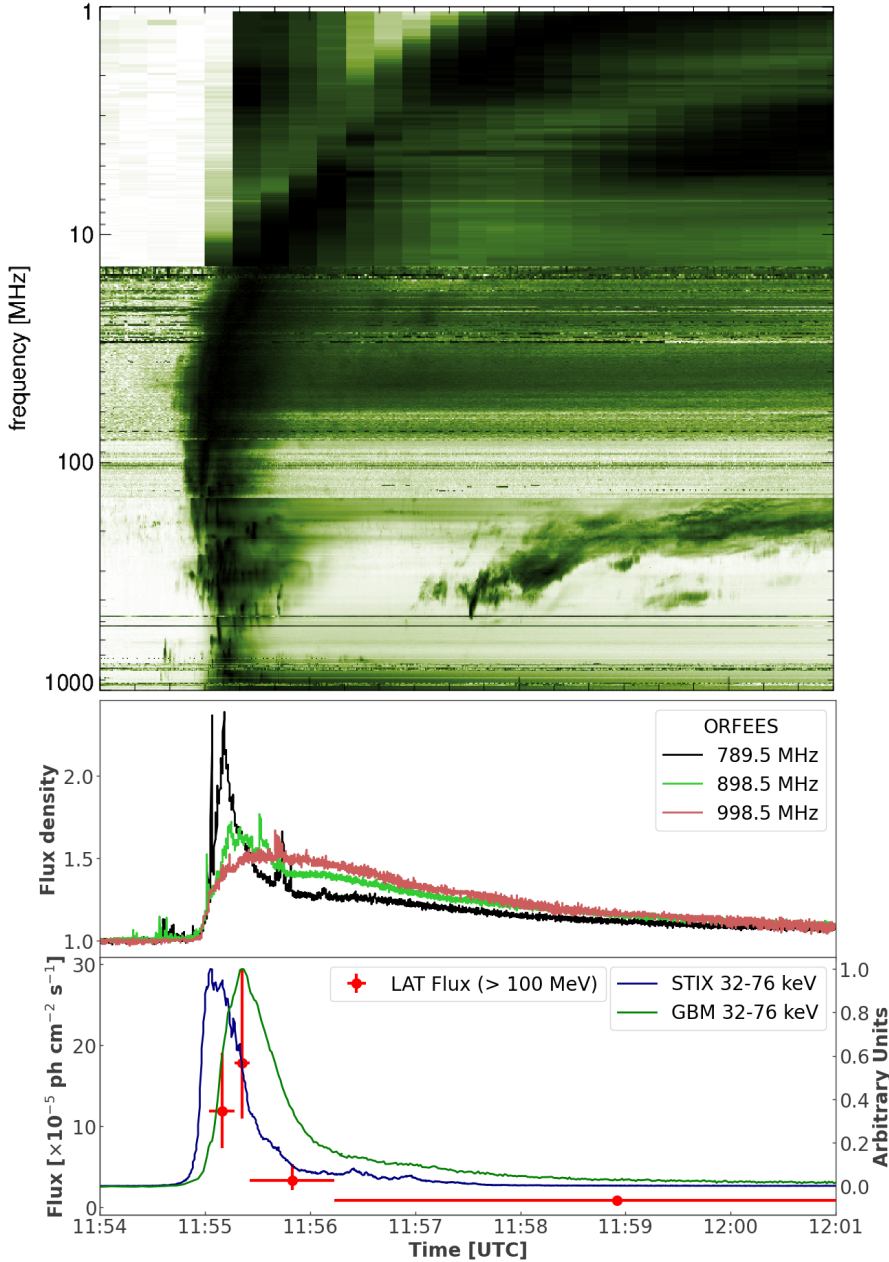 1
10
100
1000
frequency [MHz]
ORFEES
789.5 MHz
898.5 MHz
998.5 MHz
2.0
1.5
1.0
Flux density
LAT Flux (> 100 MeV)
STIX 32-76 keV
GBM 32-76 keV
30
20
10
0
Flux [×10⁻⁵ ph cm⁻² s⁻¹]
1.0
0.8
0.6
0.4
0.2
0.0
Arbitrary Units
11:54 11:55 11:56 11:57 11:58 11:59 12:00 12:01
Time [UTC]